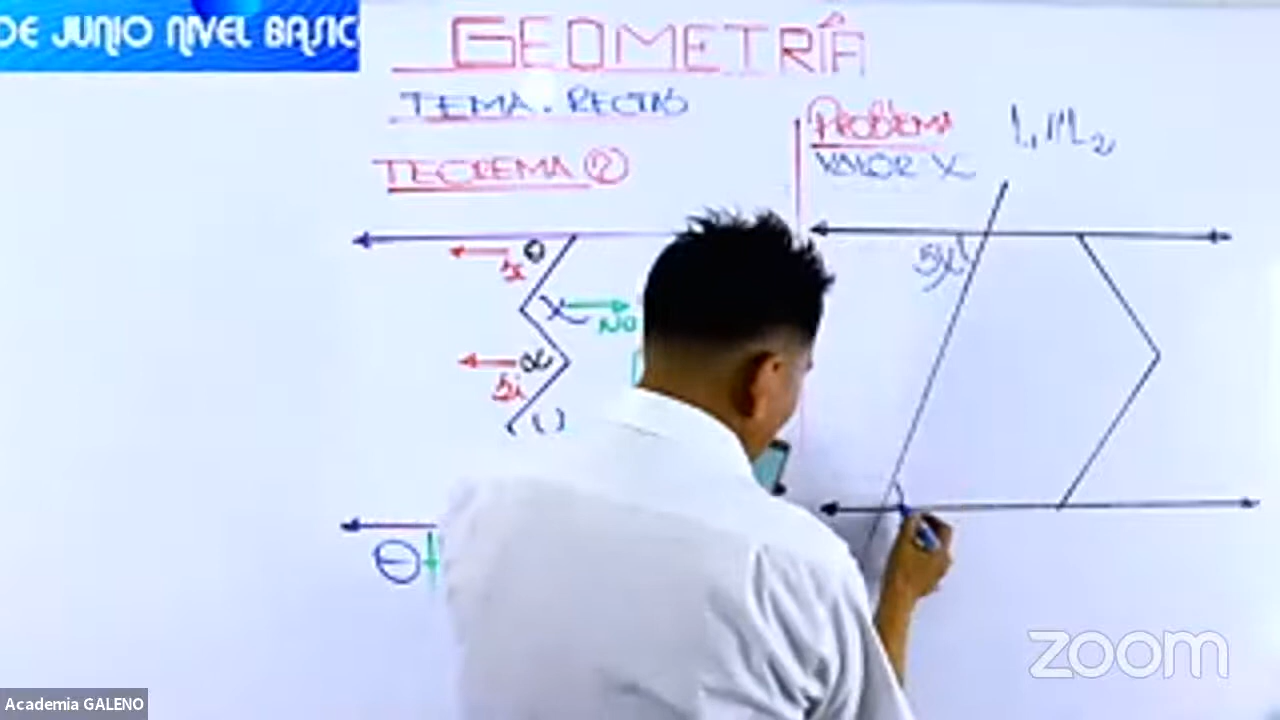 DE JUNIO NIVEL BASIC
GEOMETRÍA
TEMA. RECTAS
TEOREMA ②
PROBLEMA
L₁//L₂
VALOR X
θ
Si
X
No
α
Si
θ
5x
zoom
Academia GALENO